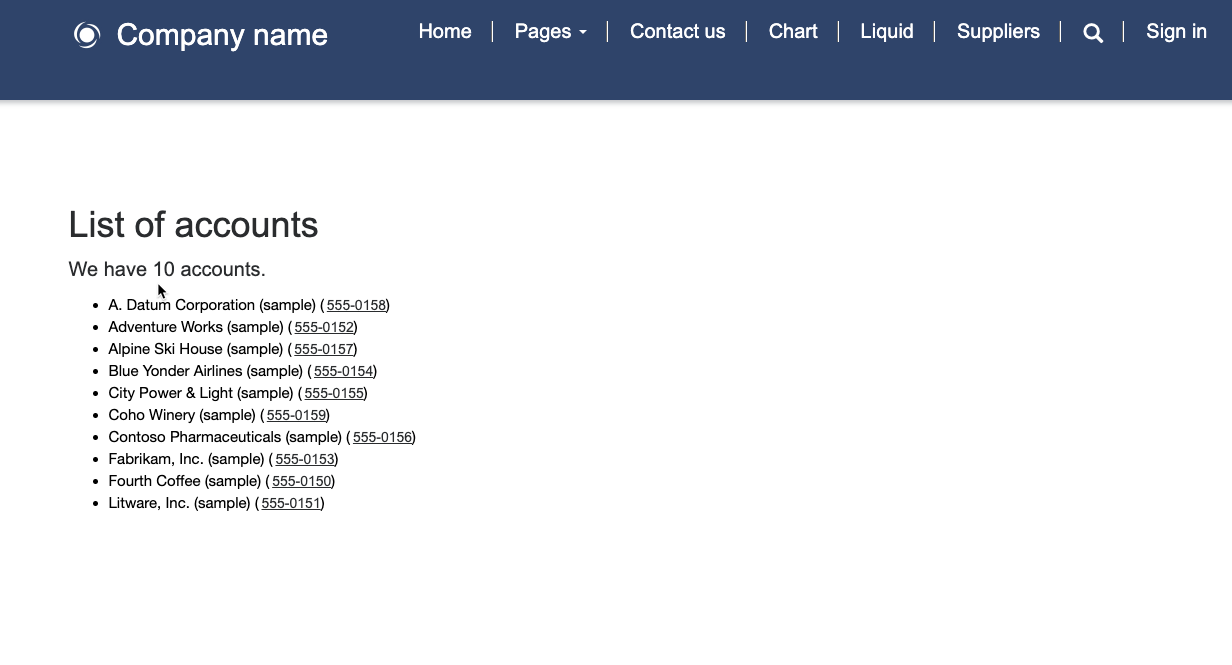 Company name
Home
Pages
Contact us
Chart
Liquid
Suppliers
Sign in
List of accounts
We have 10 accounts.
A. Datum Corporation (sample) (555-0158)
Adventure Works (sample) (555-0152)
Alpine Ski House (sample) (555-0157)
Blue Yonder Airlines (sample) (555-0154)
City Power & Light (sample) (555-0155)
Coho Winery (sample) (555-0159)
Contoso Pharmaceuticals (sample) (555-0156)
Fabrikam, Inc. (sample) (555-0153)
Fourth Coffee (sample) (555-0150)
Litware, Inc. (sample) (555-0151)